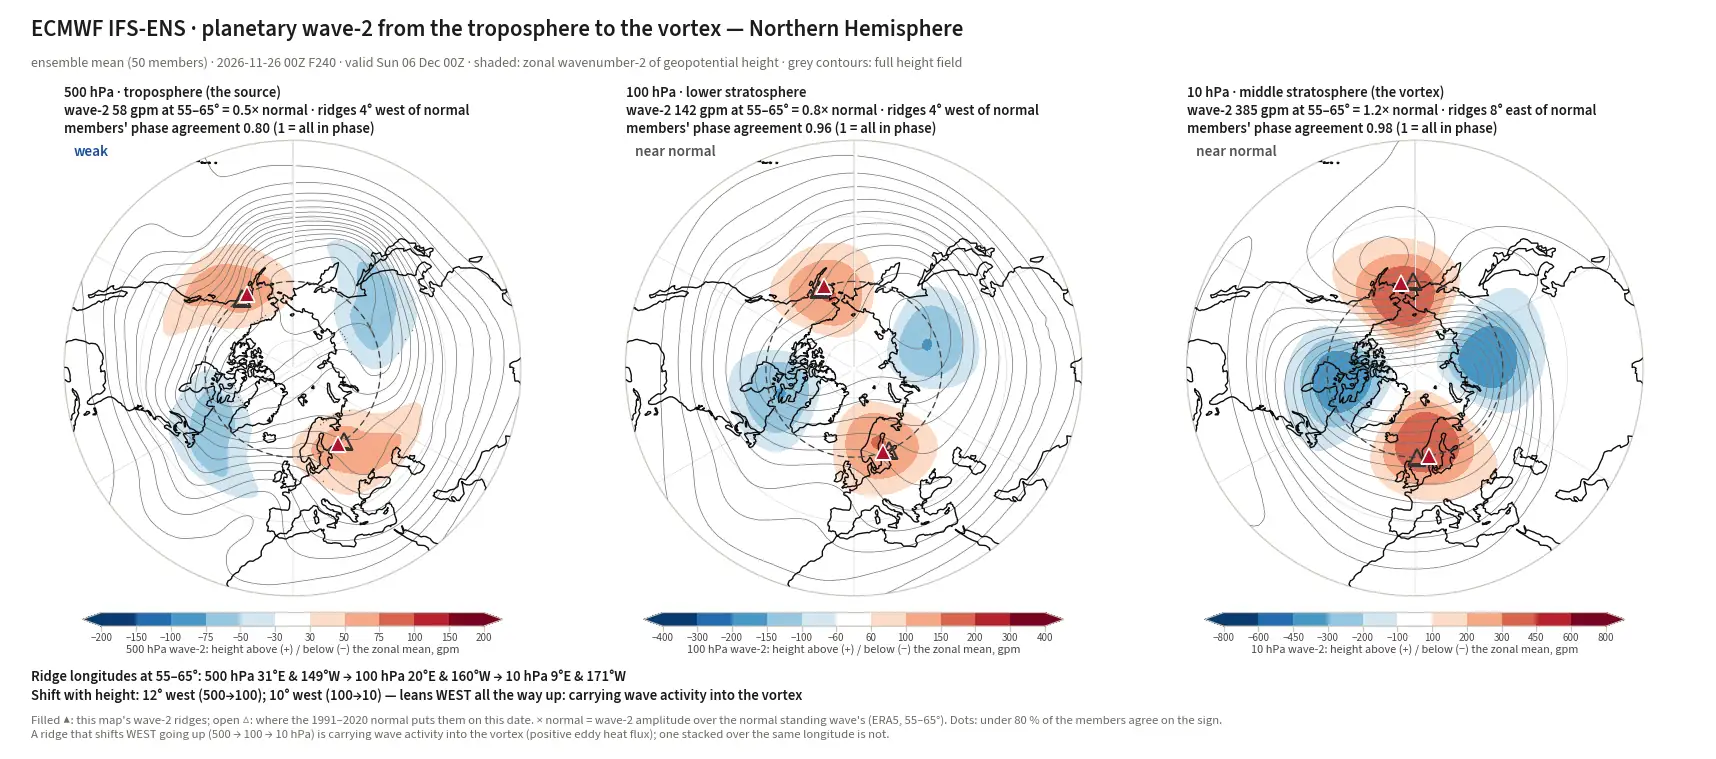 ECMWF IFS-ENS · planetary wave-2 from the troposphere to the vortex — Northern Hemisphere
ensemble mean (50 members) · 2026-11-26 00Z F240 · valid Sun 06 Dec 00Z · shaded: zonal wavenumber-2 of geopotential height · grey contours: full height field
500 hPa · troposphere (the source)
wave-2 58 gpm at 55–65° = 0.5× normal · ridges 4° west of normal
members' phase agreement 0.80 (1 = all in phase)
weak
100 hPa · lower stratosphere
wave-2 142 gpm at 55–65° = 0.8× normal · ridges 4° west of normal
members' phase agreement 0.96 (1 = all in phase)
near normal
10 hPa · middle stratosphere (the vortex)
wave-2 385 gpm at 55–65° = 1.2× normal · ridges 8° east of normal
members' phase agreement 0.98 (1 = all in phase)
near normal
−200 −150 −100 −75 −50 −30 30 50 75 100 150 200
500 hPa wave-2: height above (+) / below (−) the zonal mean, gpm
−400 −300 −200 −150 −100 −60 60 100 150 200 300 400
100 hPa wave-2: height above (+) / below (−) the zonal mean, gpm
−800 −600 −450 −300 −200 −100 100 200 300 450 600 800
10 hPa wave-2: height above (+) / below (−) the zonal mean, gpm
Ridge longitudes at 55–65°: 500 hPa 31°E & 149°W → 100 hPa 20°E & 160°W → 10 hPa 9°E & 171°W
Shift with height: 12° west (500→100); 10° west (100→10) — leans WEST all the way up: carrying wave activity into the vortex
Filled ▲: this map's wave-2 ridges; open △: where the 1991–2020 normal puts them on this date. × normal = wave-2 amplitude over the normal standing wave's (ERA5, 55–65°). Dots: under 80 % of the members agree on the sign.
A ridge that shifts WEST going up (500 → 100 → 10 hPa) is carrying wave activity into the vortex (positive eddy heat flux); one stacked over the same longitude is not.